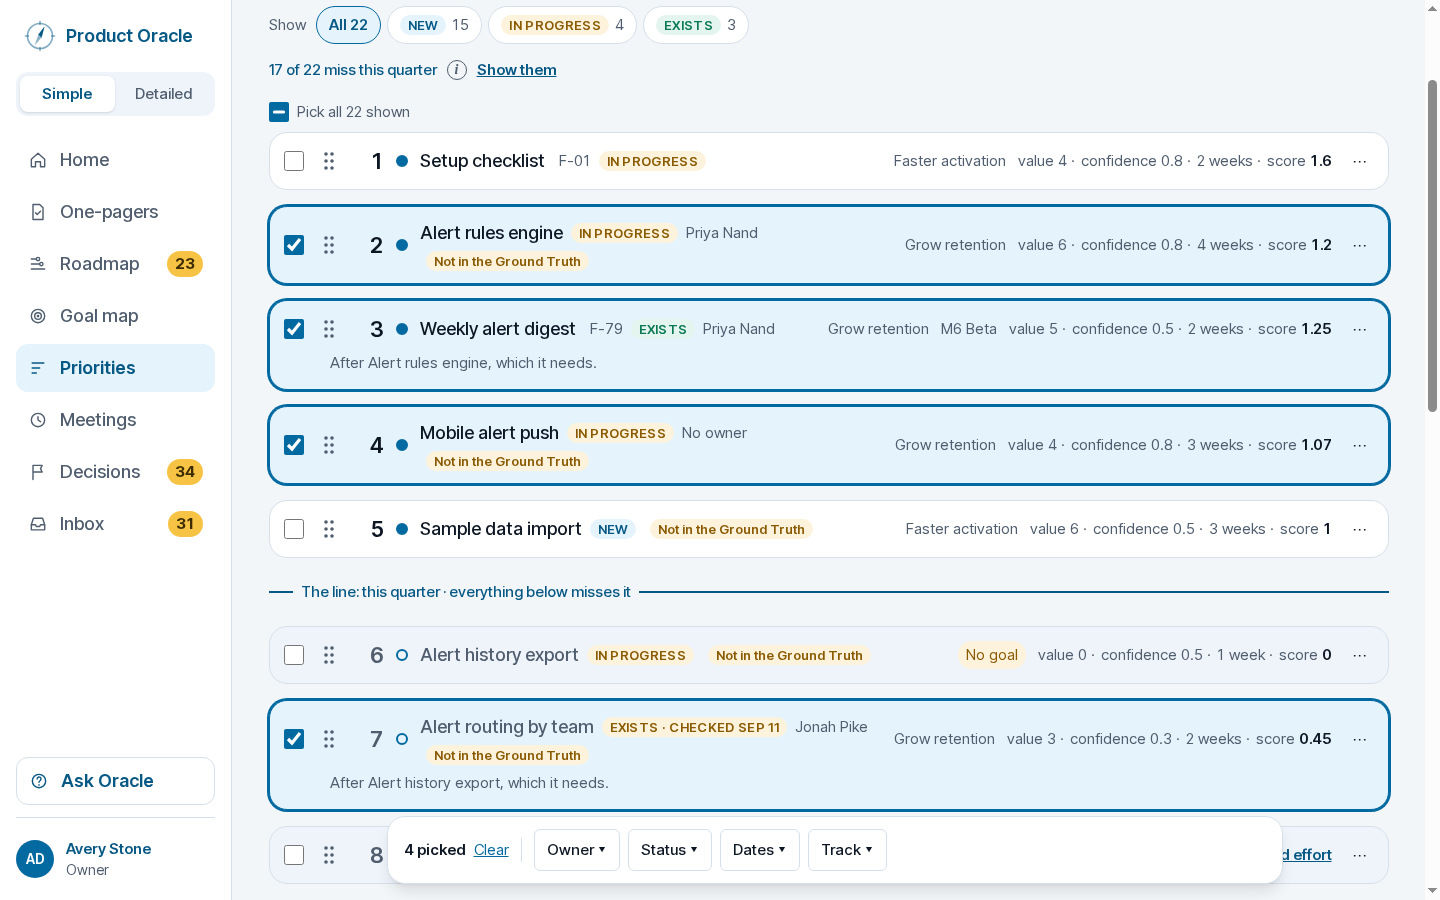 Product Oracle
Simple
Detailed
Home
One-pagers
Roadmap 23
Goal map
Priorities
Meetings
Decisions 34
Inbox 31
Ask Oracle
AD
Avery Stone
Owner
Show All 22 NEW 15 IN PROGRESS 4 EXISTS 3
17 of 22 miss this quarter i Show them
Pick all 22 shown
1 Setup checklist F-01 IN PROGRESS Faster activation value 4 · confidence 0.8 · 2 weeks · score 1.6 ···
2 Alert rules engine IN PROGRESS Priya Nand
Not in the Ground Truth
Grow retention value 6 · confidence 0.8 · 4 weeks · score 1.2 ···
3 Weekly alert digest F-79 EXISTS Priya Nand Grow retention M6 Beta value 5 · confidence 0.5 · 2 weeks · score 1.25 ···
After Alert rules engine, which it needs.
4 Mobile alert push IN PROGRESS No owner
Not in the Ground Truth
Grow retention value 4 · confidence 0.8 · 3 weeks · score 1.07 ···
5 Sample data import NEW Not in the Ground Truth Faster activation value 6 · confidence 0.5 · 3 weeks · score 1 ···
The line: this quarter · everything below misses it
6 Alert history export IN PROGRESS Not in the Ground Truth No goal value 0 · confidence 0.5 · 1 week · score 0 ···
7 Alert routing by team EXISTS · CHECKED SEP 11 Jonah Pike
Not in the Ground Truth
Grow retention value 3 · confidence 0.3 · 2 weeks · score 0.45 ···
After Alert history export, which it needs.
8 effort ···
4 picked Clear Owner Status Dates Track